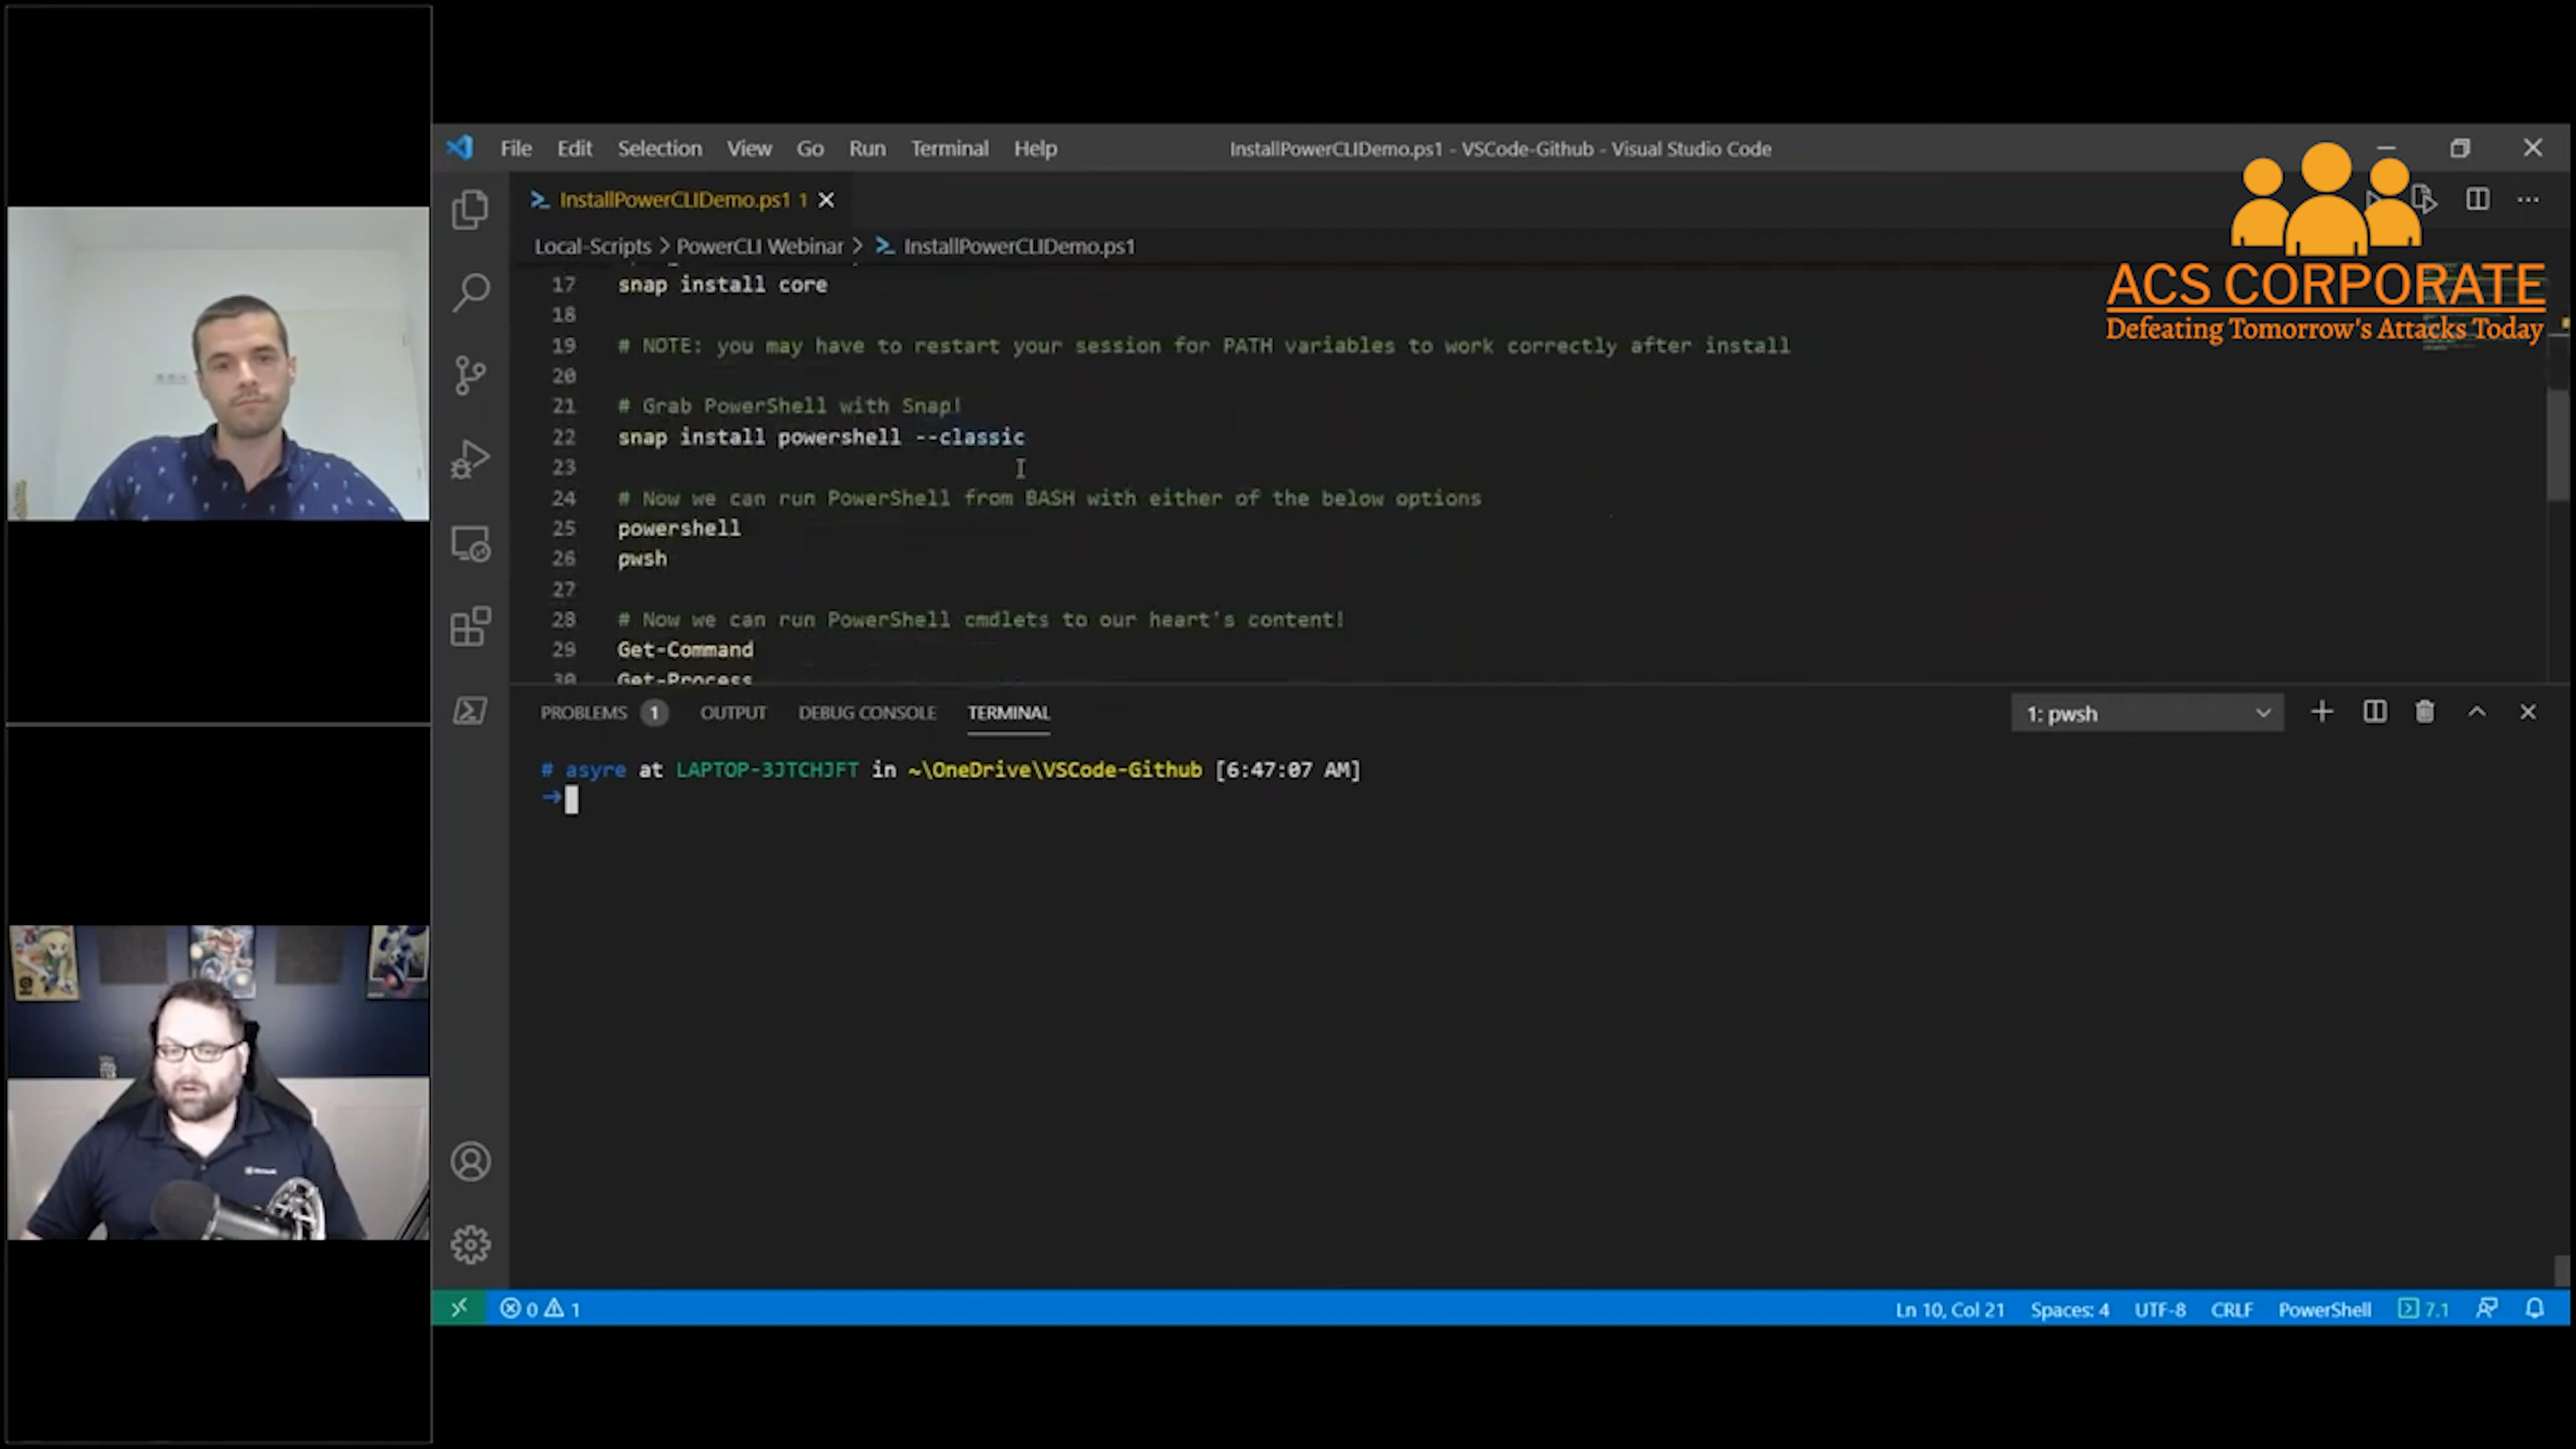 File Edit Selection View Go Run Terminal Help InstallPowerCLIDemo.ps1 - VSCode-Github - Visual Studio Code
InstallPowerCLIDemo.ps1 1
Local-Scripts > PowerCLI Webinar > InstallPowerCLIDemo.ps1
ACS CORPORATE
Defeating Tomorrow's Attacks Today
17 snap install core
18
19 # NOTE: you may have to restart your session for PATH variables to work correctly after install
20
21 # Grab PowerShell with Snap!
22 snap install powershell --classic
23
24 # Now we can run PowerShell from BASH with either of the below options
25 powershell
26 pwsh
27
28 # Now we can run PowerShell cmdlets to our heart's content!
29 Get-Command
30 Get-Process
PROBLEMS 1 OUTPUT DEBUG CONSOLE TERMINAL 1: pwsh
# asyre at LAPTOP-3JTCHJFT in ~\OneDrive\VSCode-Github [6:47:07 AM]
→
0 1 Ln 10, Col 21 Spaces: 4 UTF-8 CRLF PowerShell 7.1